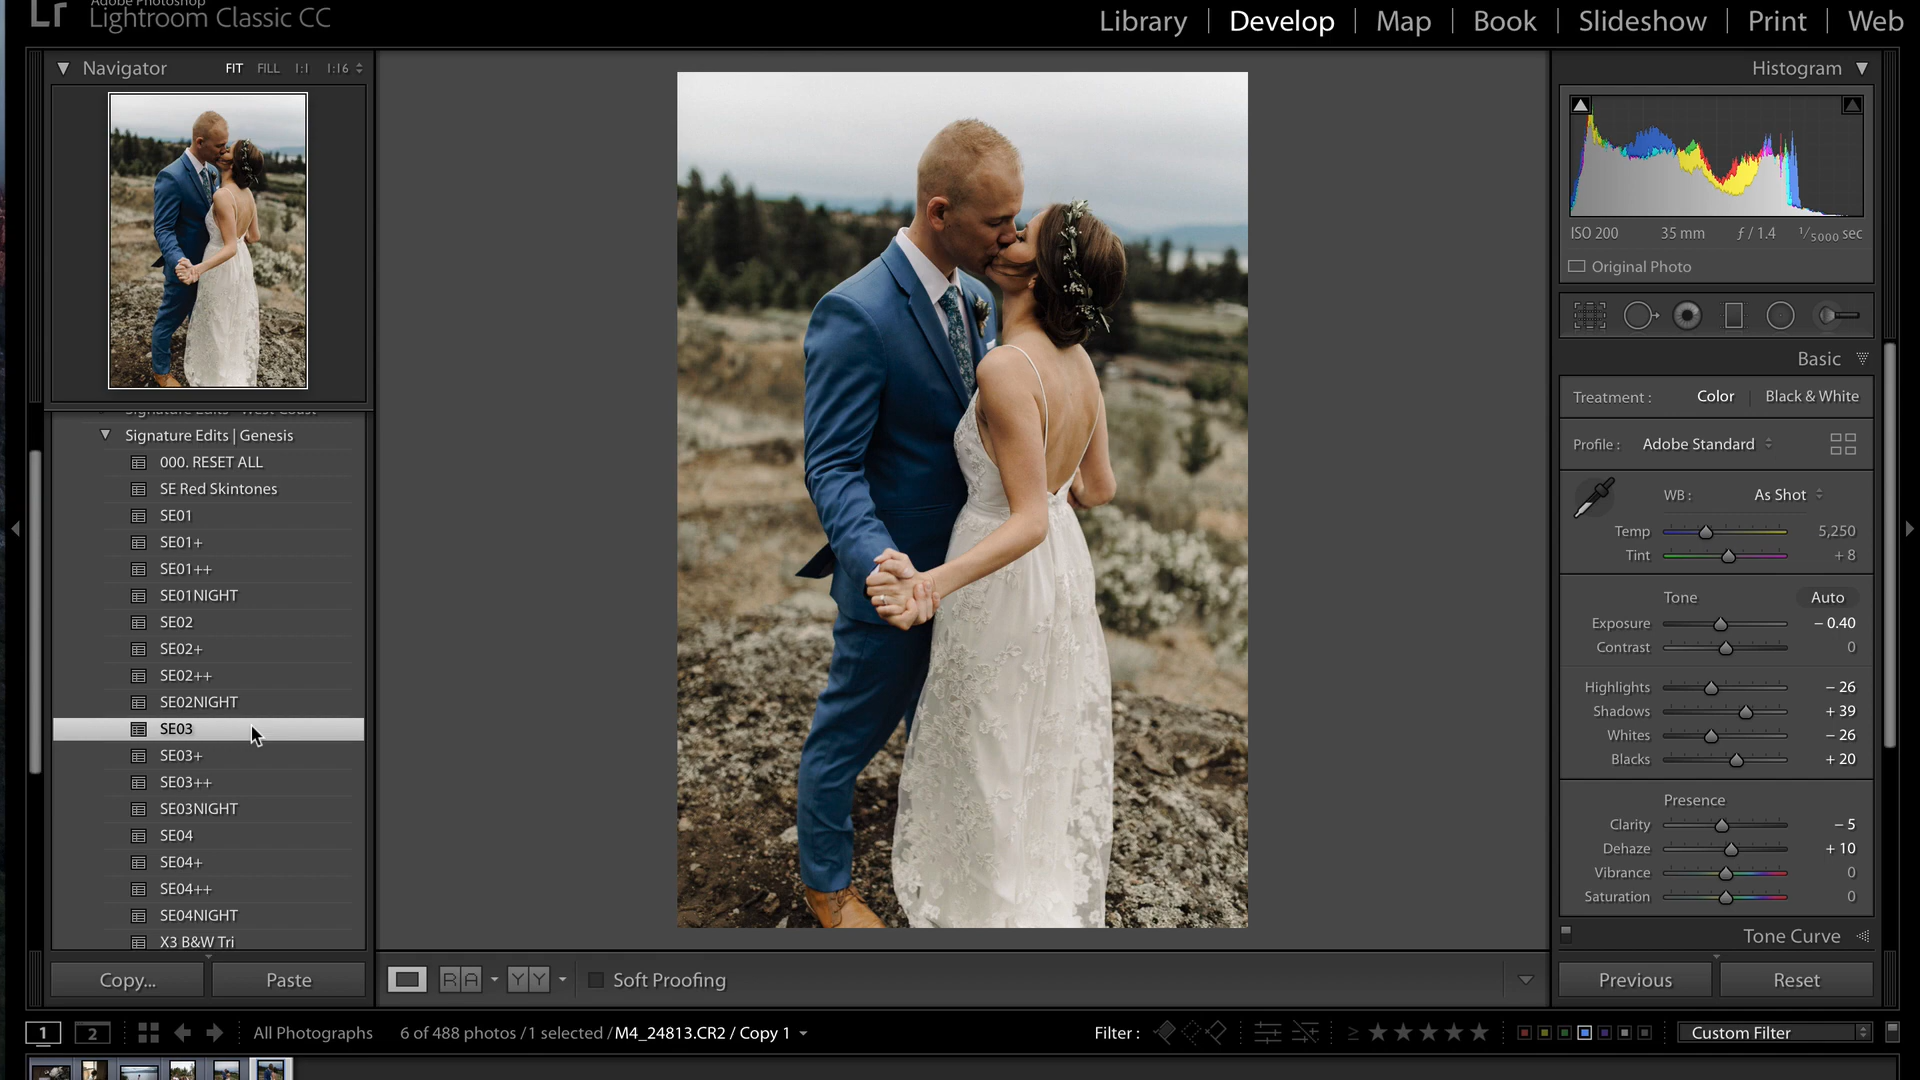 Adobe Photoshop
Lr Lightroom Classic CC
Library | Develop | Map | Book | Slideshow | Print | Web
Navigator FIT FILL 1:1 1:16
Signature Edits - West Coast
Signature Edits | Genesis
000. RESET ALL
SE Red Skintones
SE01
SE01+
SE01++
SE01NIGHT
SE02
SE02+
SE02++
SE02NIGHT
SE03
SE03+
SE03++
SE03NIGHT
SE04
SE04+
SE04++
SE04NIGHT
X3 B&W Tri
Copy... Paste
R A Y Y Soft Proofing
Histogram
ISO 200 35 mm ƒ / 1.4 1/5000 sec
Original Photo
Basic
Treatment : Color Black & White
Profile : Adobe Standard
WB : As Shot
Temp 5,250
Tint + 8
Tone Auto
Exposure – 0.40
Contrast 0
Highlights – 26
Shadows + 39
Whites – 26
Blacks + 20
Presence
Clarity – 5
Dehaze + 10
Vibrance 0
Saturation 0
Tone Curve
Previous Reset
1 2 All Photographs 6 of 488 photos / 1 selected / M4_24813.CR2 / Copy 1 Filter : ≥ Custom Filter